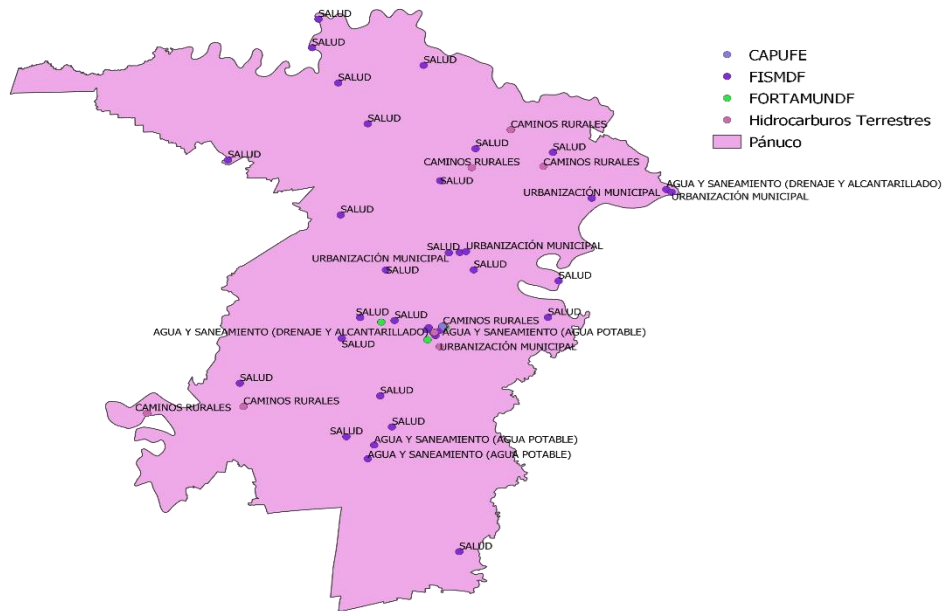 SALUD
SALUD
SALUD
SALUD
SALUD
CAMINOS RURALES
SALUD
SALUD
SALUD
CAMINOS RURALES
CAMINOS RURALES
SALUD
AGUA Y SANEAMIENTO (DRENAJE Y ALCANTARILLADO)
URBANIZACIÓN MUNICIPAL
URBANIZACIÓN MUNICIPAL
SALUD
SALUD
URBANIZACIÓN MUNICIPAL
URBANIZACIÓN MUNICIPAL
SALUD
SALUD
SALUD
SALUD
SALUD
CAMINOS RURALES
SALUD
AGUA Y SANEAMIENTO (DRENAJE Y ALCANTARILLADO)
AGUA Y SANEAMIENTO (AGUA POTABLE)
SALUD
URBANIZACIÓN MUNICIPAL
SALUD
SALUD
CAMINOS RURALES
CAMINOS RURALES
SALUD
SALUD
AGUA Y SANEAMIENTO (AGUA POTABLE)
AGUA Y SANEAMIENTO (AGUA POTABLE)
SALUD
CAPUFE
FISMDF
FORTAMUNDF
Hidrocarburos Terrestres
Pánuco